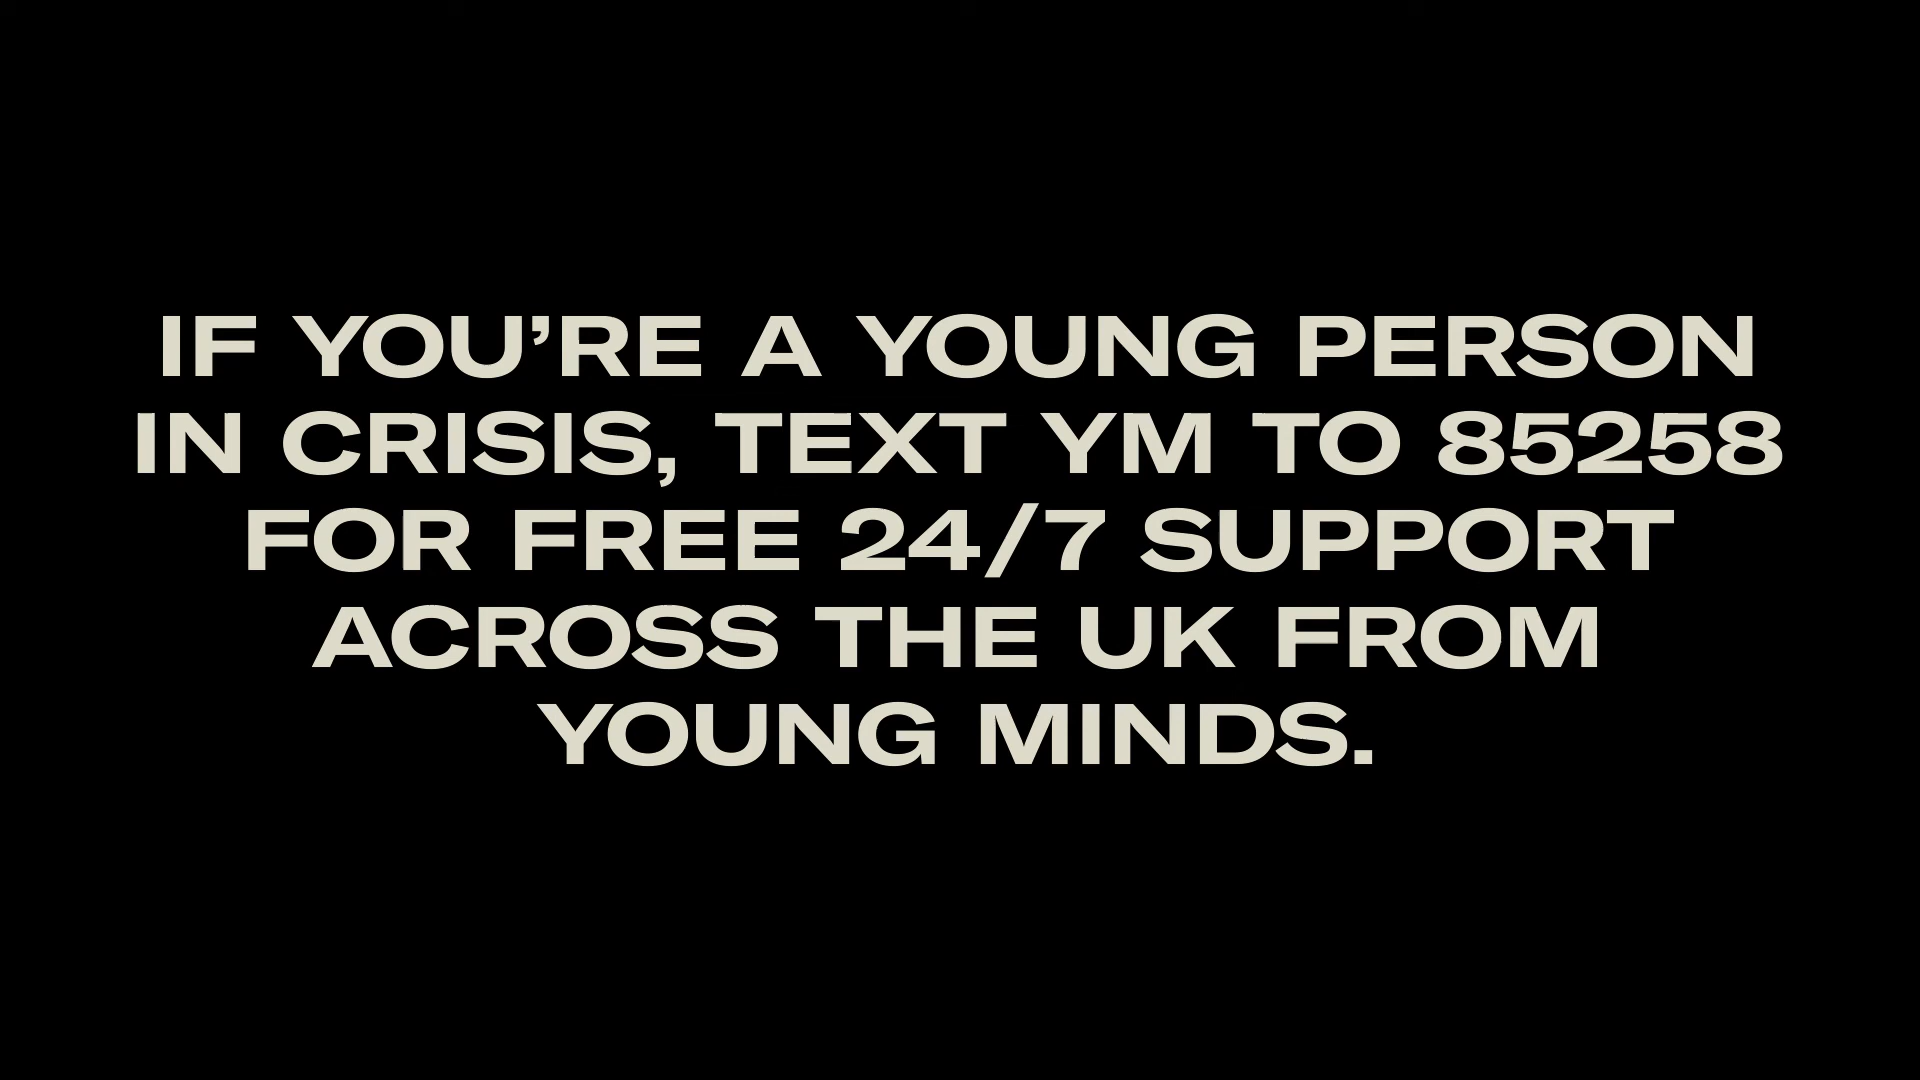 IF YOU’RE A YOUNG PERSON
IN CRISIS, TEXT YM TO 85258
FOR FREE 24/7 SUPPORT
ACROSS THE UK FROM
YOUNG MINDS.